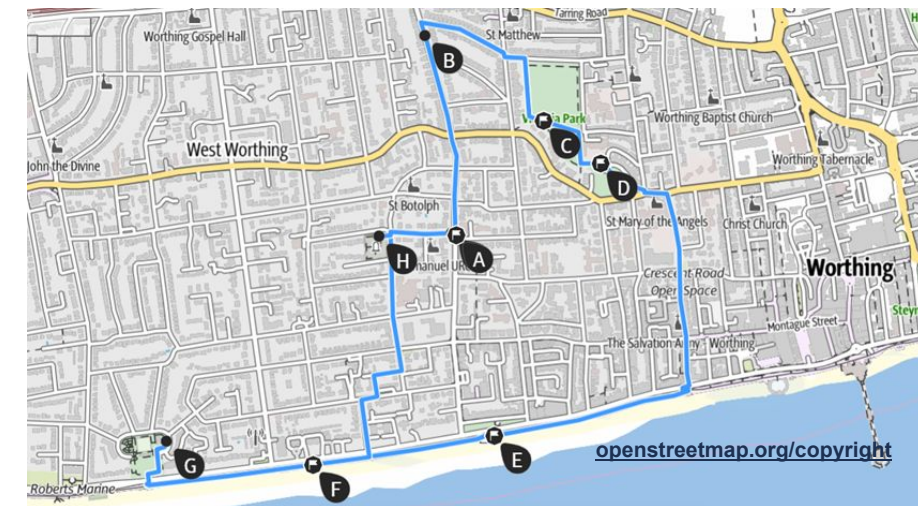 Tarring Road
Worthing Gospel Hall
St Matthew
B
Park
Worthing Baptist Church
C
West Worthing
Worthing Tabernacle
John the Divine
D
St Botolph
St Mary of the Angels
Christ Church
H
A
Crescent Road
Open Space
Worthing
Montague Street
The Salvation Army - Worthing
E
openstreetmap.org/copyright
G
F
Roberts Marine